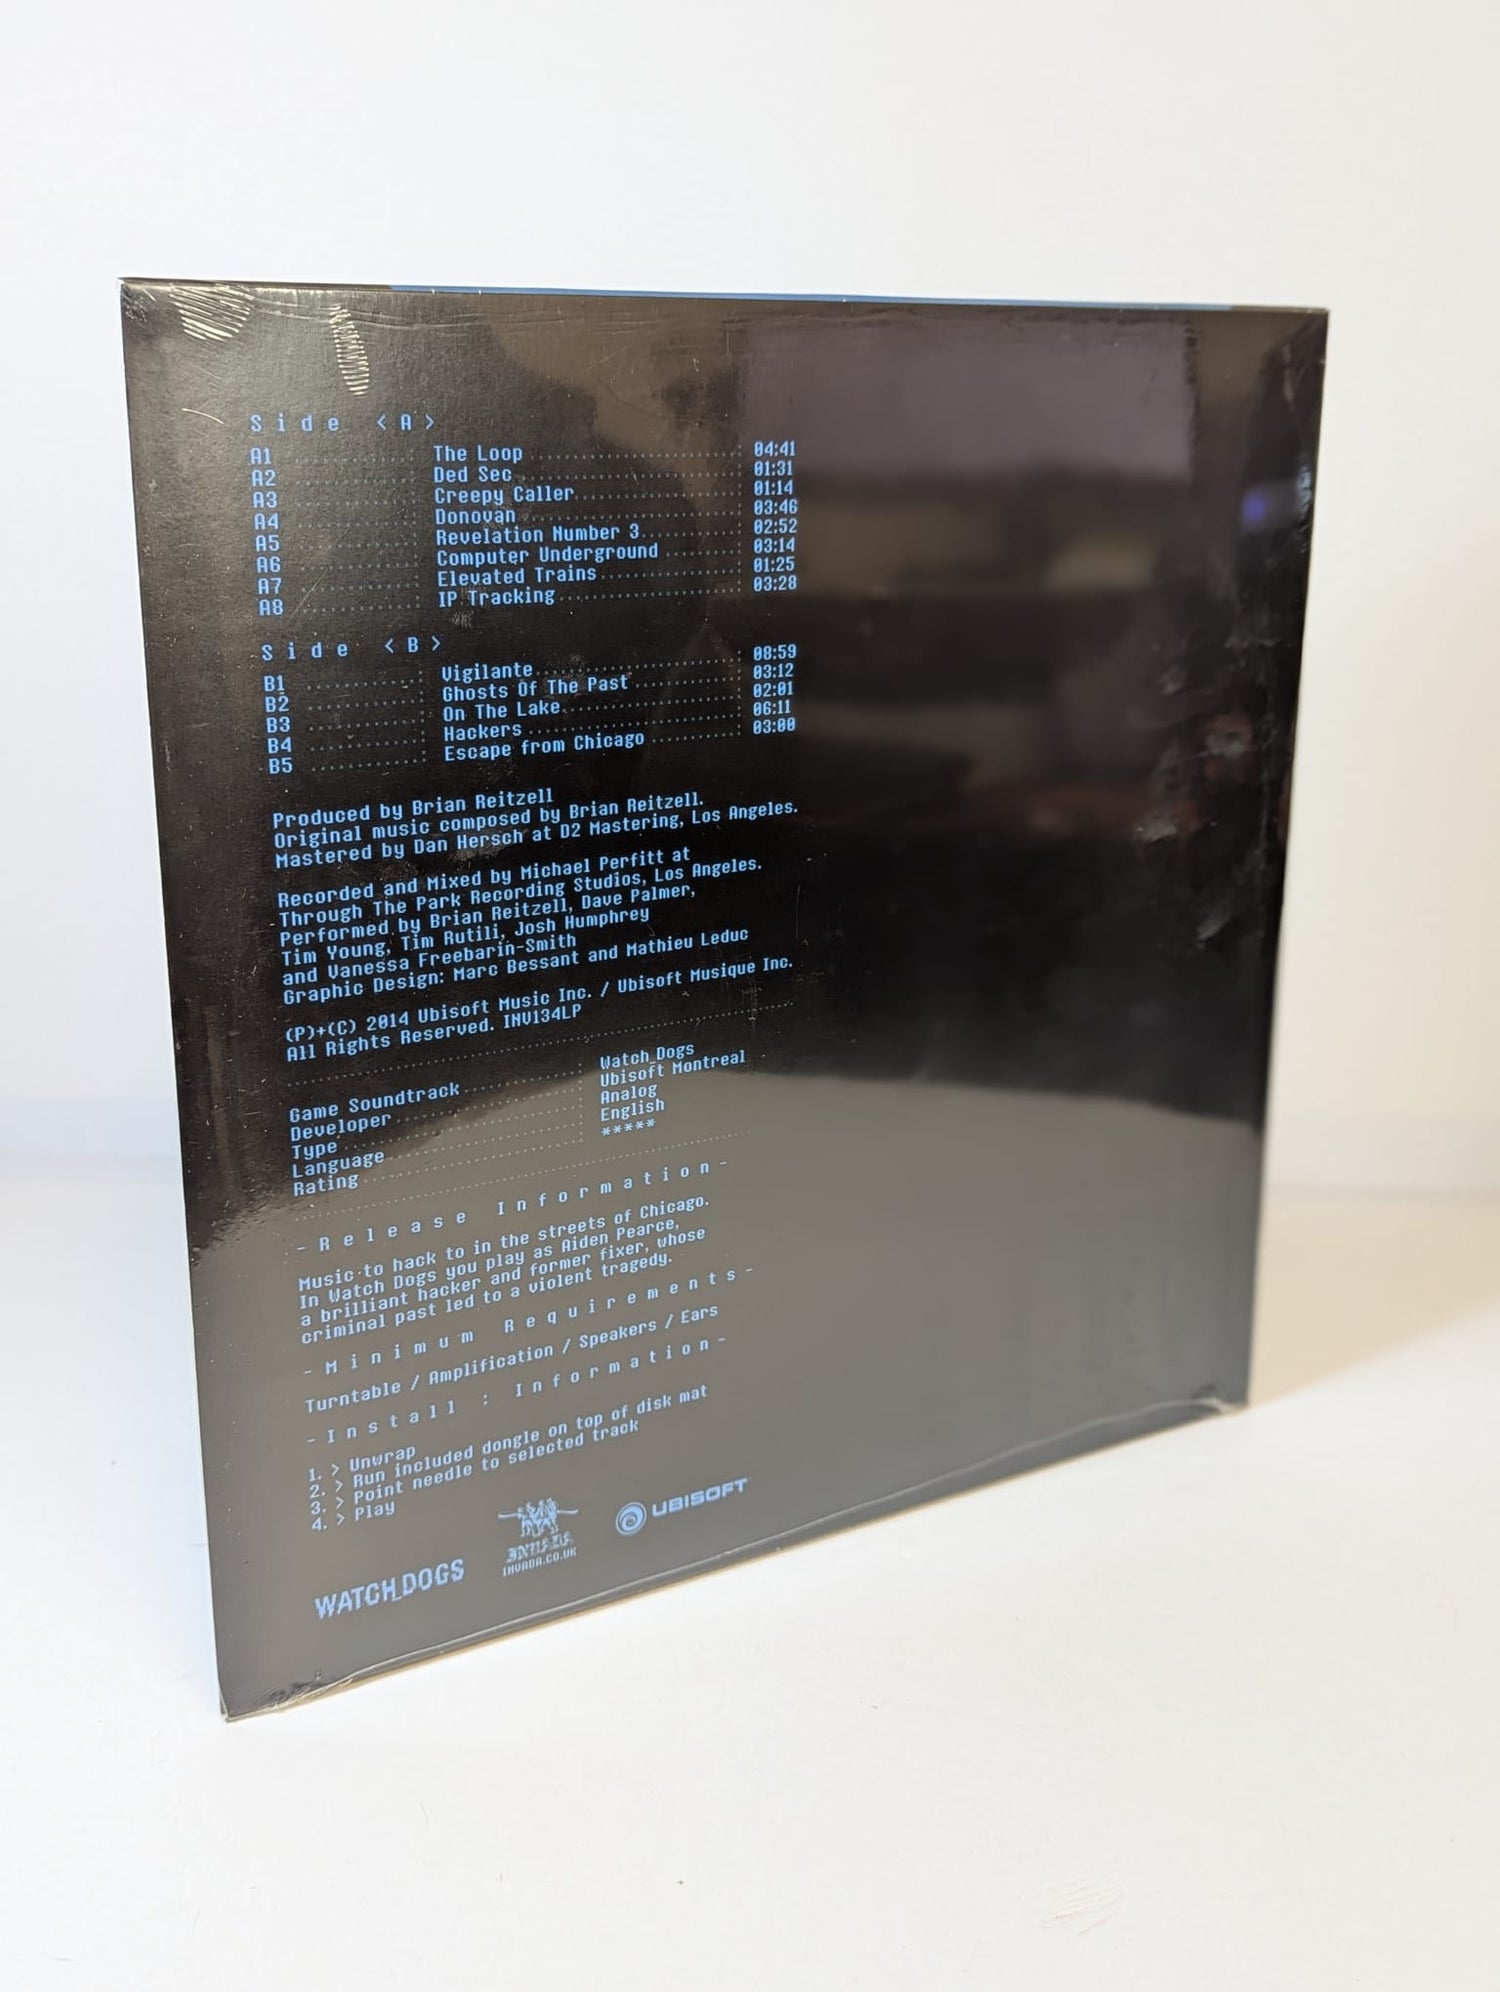 Side <A>
A1 The Loop 04:41
A2 Ded Sec 01:31
A3 Creepy Caller 01:14
A4 Donovan 03:46
A5 Revelation Number 3 02:52
A6 Computer Underground 03:14
A7 Elevated Trains 01:25
A8 IP Tracking 03:28
Side <B>
B1 Vigilante 08:59
B2 Ghosts Of The Past 03:12
B3 On The Lake 02:01
B4 Hackers 06:11
B5 Escape from Chicago 03:00
Produced by Brian Reitzell
Original music composed by Brian Reitzell.
Mastered by Dan Hersch at D2 Mastering, Los Angeles.
Recorded and Mixed by Michael Perfitt at
Through The Park Recording Studios, Los Angeles.
Performed by Brian Reitzell, Dave Palmer,
Tim Young, Tim Rutili, Josh Humphrey
and Vanessa Freebarin-Smith
Graphic Design: Marc Bessant and Mathieu Leduc
(P)+(C) 2014 Ubisoft Music Inc. / Ubisoft Musique Inc.
All Rights Reserved. INV134LP
Game Soundtrack Watch_Dogs
Developer Ubisoft Montreal
Type Analog
Language English
Rating *****
-Release Information-
Music to hack to in the streets of Chicago.
In Watch Dogs you play as Aiden Pearce,
a brilliant hacker and former fixer, whose
criminal past led to a violent tragedy.
-Minimum Requirements-
Turntable / Amplification / Speakers / Ears
-Install : Information-
1. > Unwrap
2. > Run included dongle on top of disk mat
3. > Point needle to selected track
4. > Play
WATCH_DOGS
INVADA
INVADA.CO.UK
UBISOFT